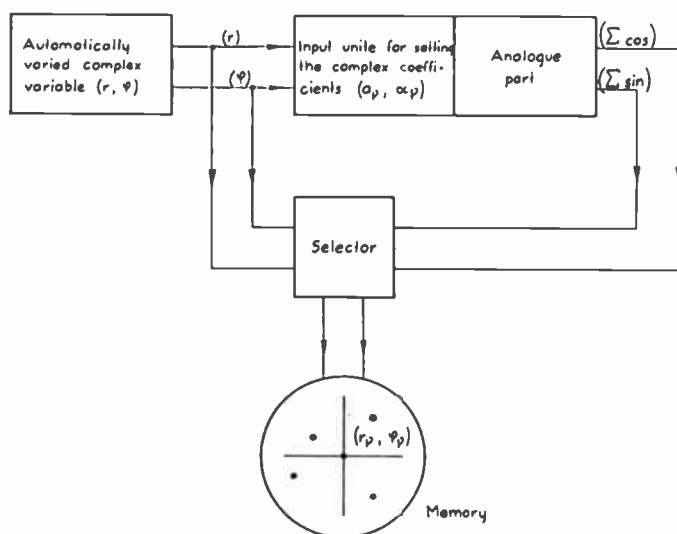 Automatically
varied complex
variable (r, φ)
(r)
(φ)
Input unite for setting
the complex coeffi-
cients (aν, αν)
Analogue
part
(∑ cos)
(∑ sin)
Selector
(rν, φν)
Memory